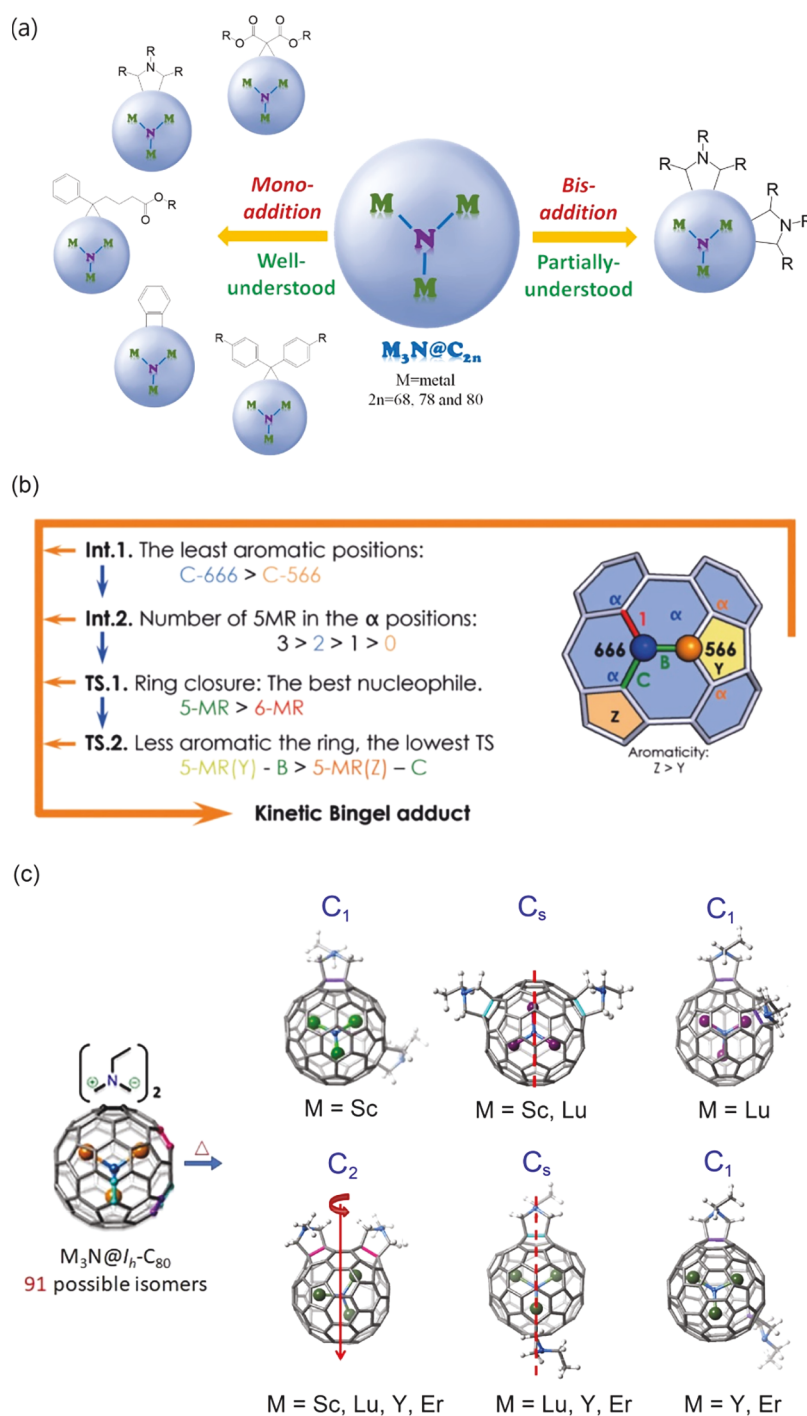 (a)
R O O O O R
R
N
R R
M M
N
M
M M
N
M
O R
O
M M
N
M
Mono-
addition
Well-
understood
M M
N
M
Bis-
addition
Partially-
understood
R
R N R
R
N R
R
M M
N
M
M M
N
M
R R
M M
N
M
M₃N@C₂ₙ
M=metal
2n=68, 78 and 80
(b)
Int.1. The least aromatic positions:
C-666 > C-566
Int.2. Number of 5MR in the α positions:
3 > 2 > 1 > 0
TS.1. Ring closure: The best nucleophile.
5-MR > 6-MR
TS.2. Less aromatic the ring, the lowest TS
5-MR(Y) - B > 5-MR(Z) – C
Kinetic Bingel adduct
α α α
1
666 566
B Y
α C α
Z
Aromaticity:
Z > Y
(c)
C₁ Cₛ C₁
M = Sc M = Sc, Lu M = Lu
+ N - 2
△
M₃N@Iₕ-C₈₀
91 possible isomers
C₂ Cₛ C₁
M = Sc, Lu, Y, Er M = Lu, Y, Er M = Y, Er